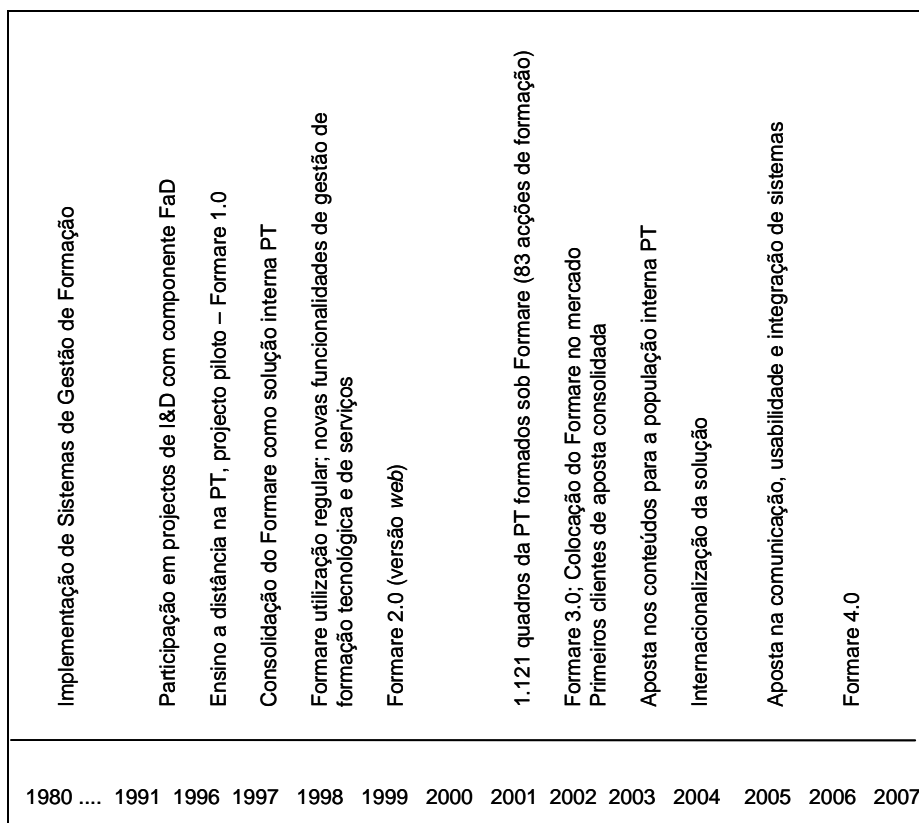 Implementação de Sistemas de Gestão de Formação
Participação em projectos de I&D com componente FaD
Ensino a distância na PT, projecto piloto – Formare 1.0
Consolidação do Formare como solução interna PT
Formare utilização regular; novas funcionalidades de gestão de
formação tecnológica e de serviços
Formare 2.0 (versão web)
1.121 quadros da PT formados sob Formare (83 acções de formação)
Formare 3.0; Colocação do Formare no mercado
Primeiros clientes de aposta consolidada
Aposta nos conteúdos para a população interna PT
Internacionalização da solução
Aposta na comunicação, usabilidade e integração de sistemas
Formare 4.0
1980 .... 1991 1996 1997 1998 1999 2000 2001 2002 2003 2004 2005 2006 2007